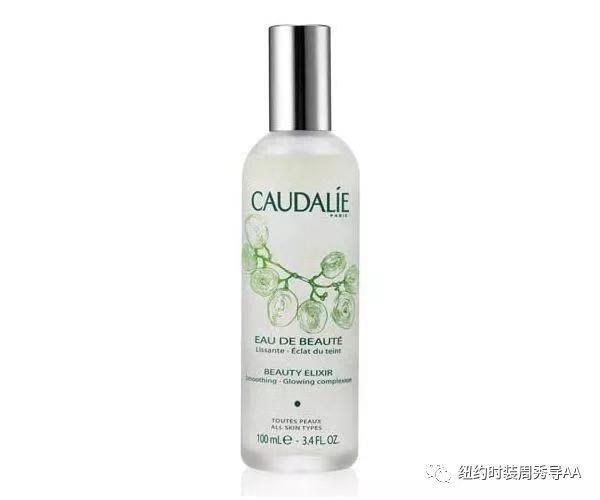 CAUDALÍE
PARIS
EAU DE BEAUTÉ
Lissante - Éclat du teint
BEAUTY ELIXIR
Smoothing - Glowing complexion
TOUTES PEAUX
ALL SKIN TYPES
100 mL ℮ - 3.4 FL. OZ.
纽约时装周秀导AA